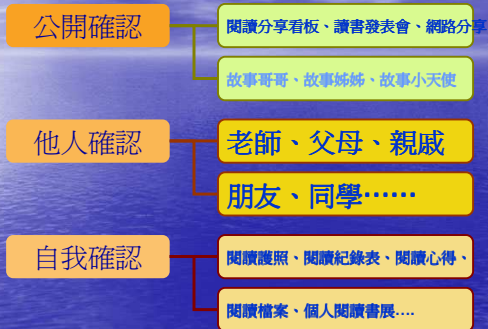 公開確認
閱讀分享看板、讀書發表會、網路分享
故事哥哥、故事姊姊、故事小天使
他人確認
老師、父母、親戚
朋友、同學……
自我確認
閱讀護照、閱讀紀錄表、閱讀心得、
閱讀檔案、個人閱讀書展....